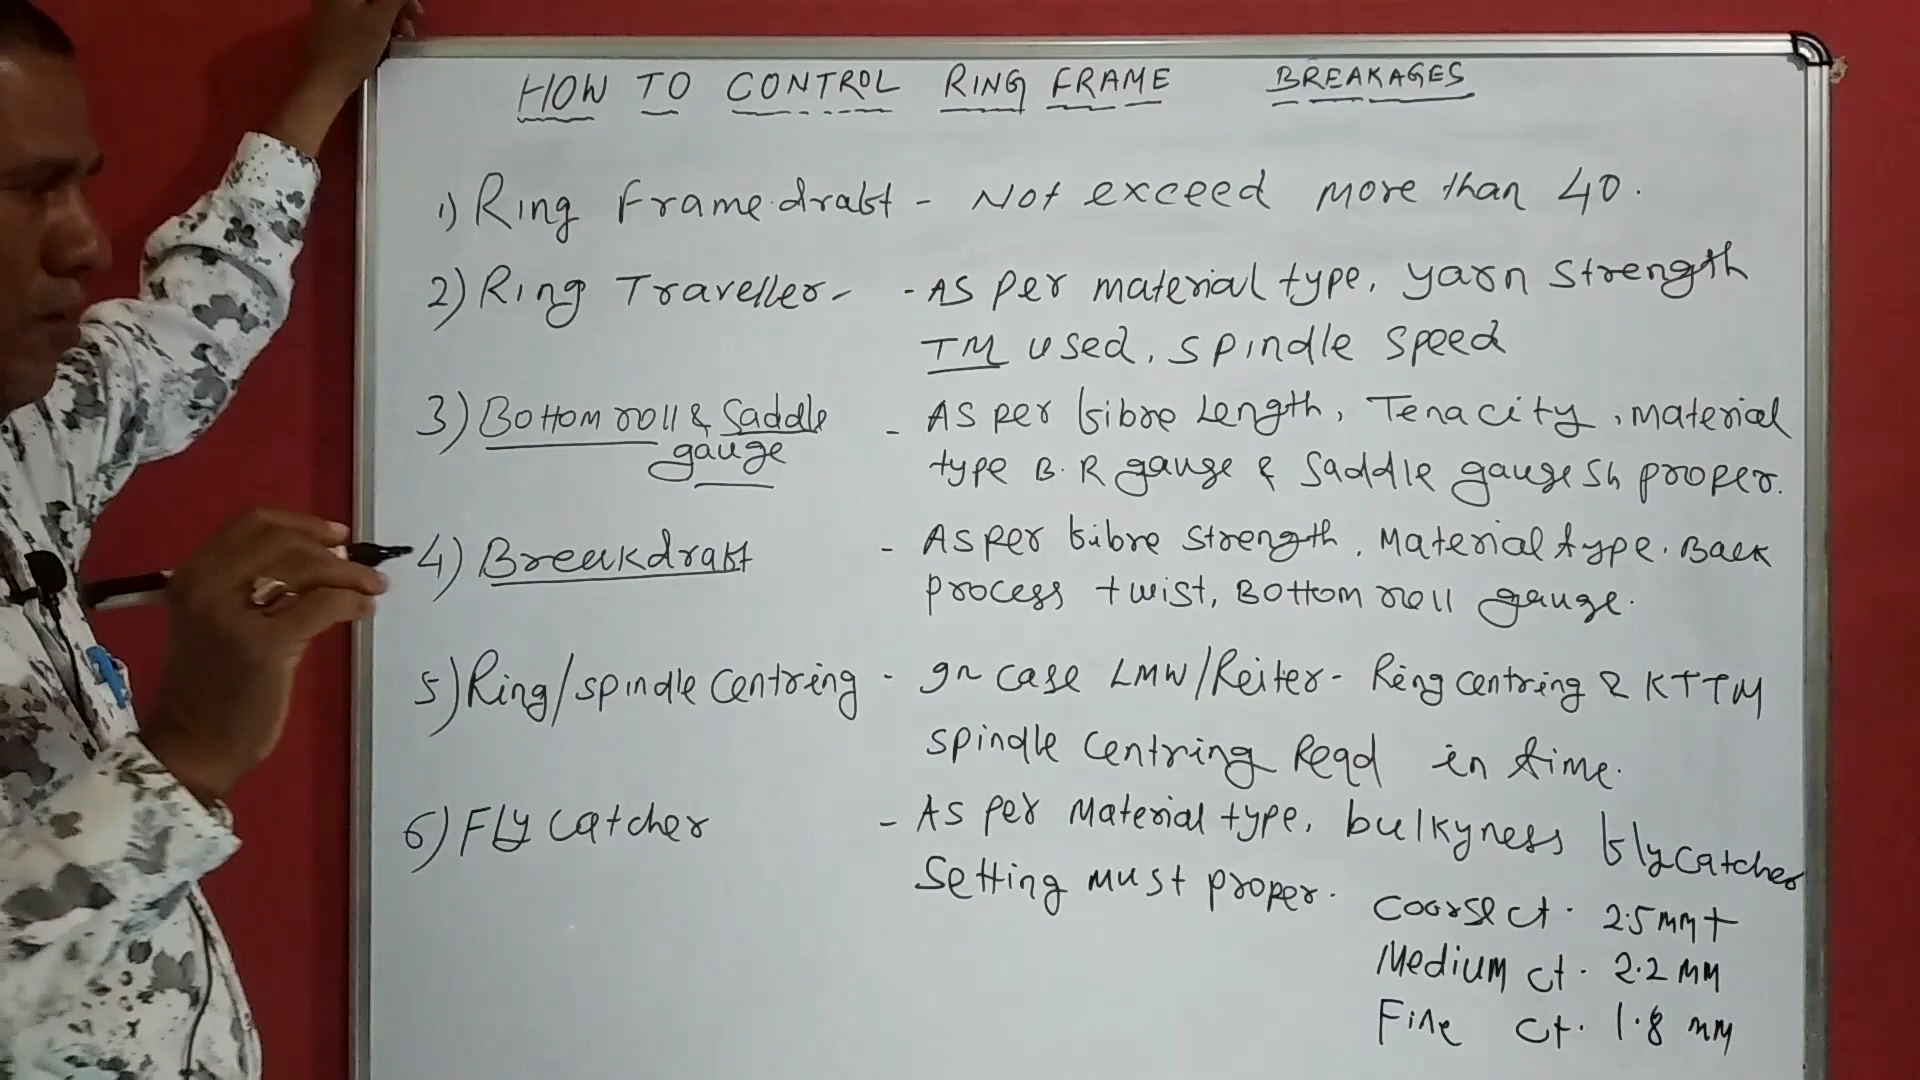 HOW TO CONTROL RING FRAME BREAKAGES
1) Ring Frame draft - Not exceed More than 40.
2) Ring Traveller - - As per material type, yarn Strength
TM used, spindle speed
3) Bottom roll & Saddle gauge - As per fibre Length, Tenacity, Material
type B.R gauge & Saddle gauge Sh proper.
4) Breakdraft - As per fibre strength, Material type. Back
process twist, Bottom roll gauge.
5) Ring/spindle Centring - In case LMW/Reiter - Ring centring & KTTM
spindle centring Reqd in time.
6) Fly catcher - As per Material type, bulkyness flycatcher
Setting must proper.
coarse ct. 2.5 mm+
Medium ct. 2.2 MM
Fine ct. 1.8 mm